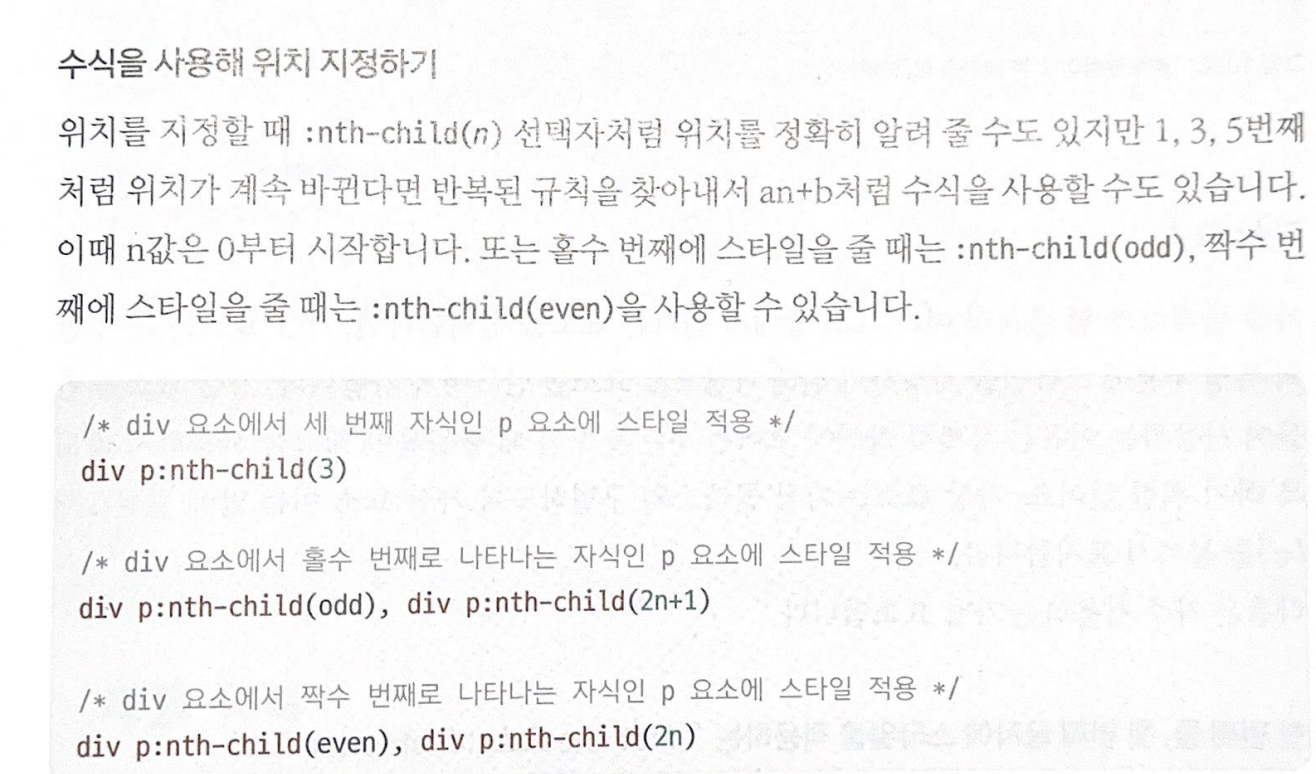 수식을 사용해 위치 지정하기
위치를 지정할 때 :nth-child(n) 선택자처럼 위치를 정확히 알려 줄 수도 있지만 1, 3, 5번째
처럼 위치가 계속 바뀐다면 반복된 규칙을 찾아내서 an+b처럼 수식을 사용할 수도 있습니다.
이때 n값은 0부터 시작합니다. 또는 홀수 번째에 스타일을 줄 때는 :nth-child(odd), 짝수 번
째에 스타일을 줄 때는 :nth-child(even)을 사용할 수 있습니다.
/* div 요소에서 세 번째 자식인 p 요소에 스타일 적용 */
div p:nth-child(3)
/* div 요소에서 홀수 번째로 나타나는 자식인 p 요소에 스타일 적용 */
div p:nth-child(odd), div p:nth-child(2n+1)
/* div 요소에서 짝수 번째로 나타나는 자식인 p 요소에 스타일 적용 */
div p:nth-child(even), div p:nth-child(2n)